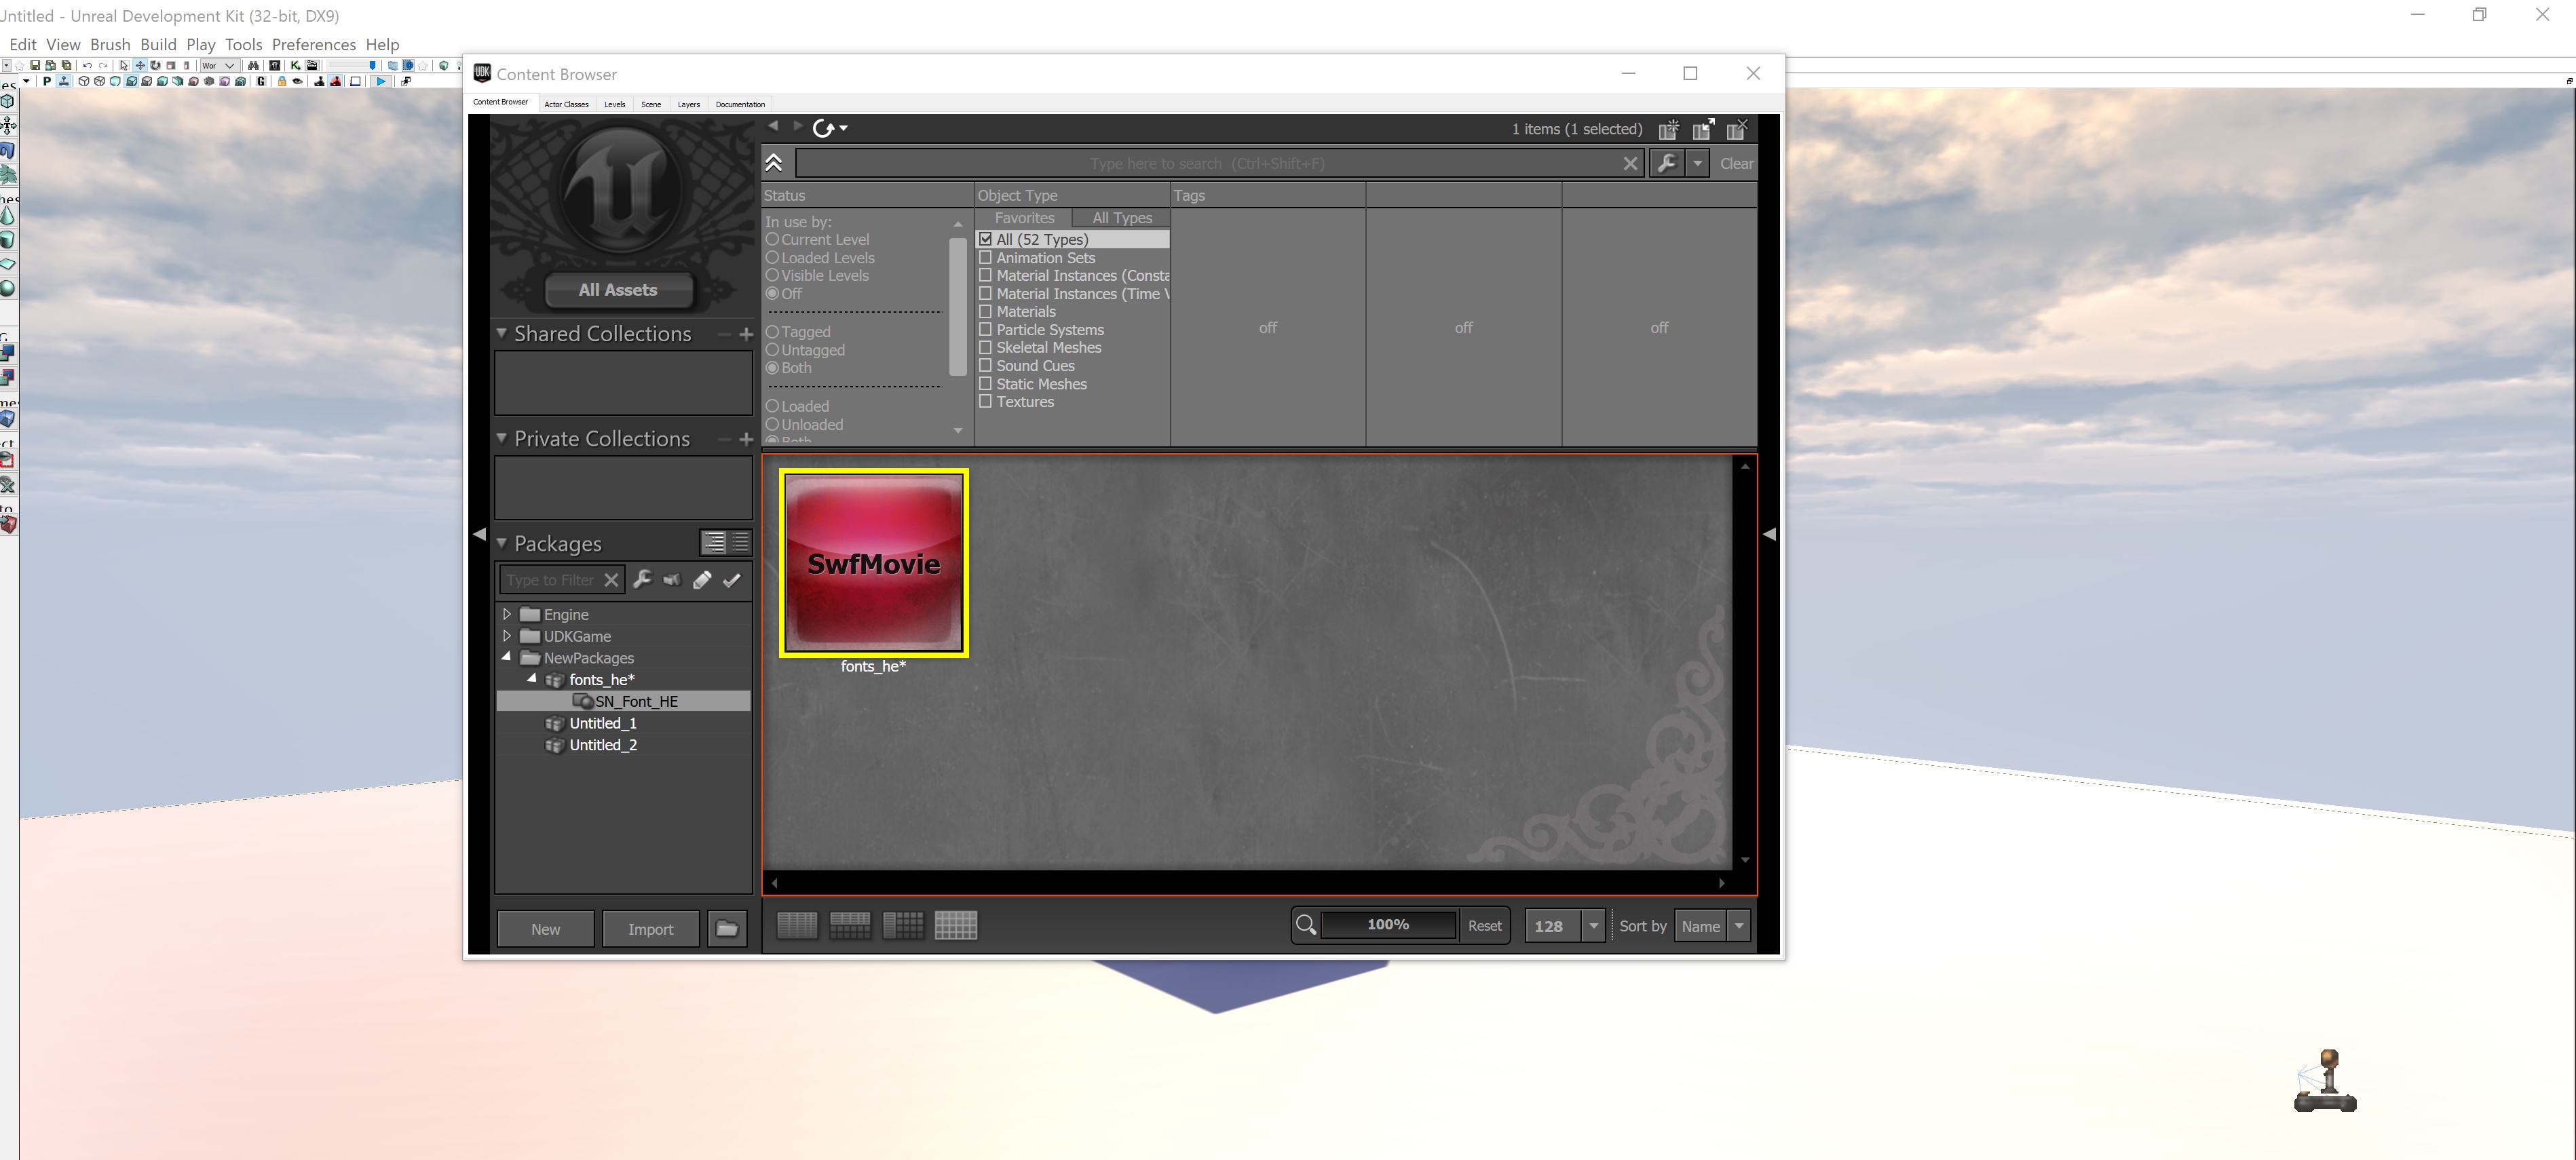 Untitled - Unreal Development Kit (32-bit, DX9)
Edit View Brush Build Play Tools Preferences Help
Wor
P
G
UDK Content Browser
Content Browser Actor Classes Levels Scene Layers Documentation
1 items (1 selected)
Type here to search (Ctrl+Shift+F)
Clear
All Assets
Shared Collections
Private Collections
Packages
Type to Filter
Engine
UDKGame
NewPackages
fonts_he*
SN_Font_HE
Untitled_1
Untitled_2
New Import
Status Object Type Tags
In use by:
Current Level
Loaded Levels
Visible Levels
Off
Tagged
Untagged
Both
Loaded
Unloaded
Both
Favorites All Types
All (52 Types)
Animation Sets
Material Instances (Consta
Material Instances (Time V
Materials
Particle Systems
Skeletal Meshes
Sound Cues
Static Meshes
Textures
off off off
SwfMovie
fonts_he*
100% Reset 128 Sort by Name